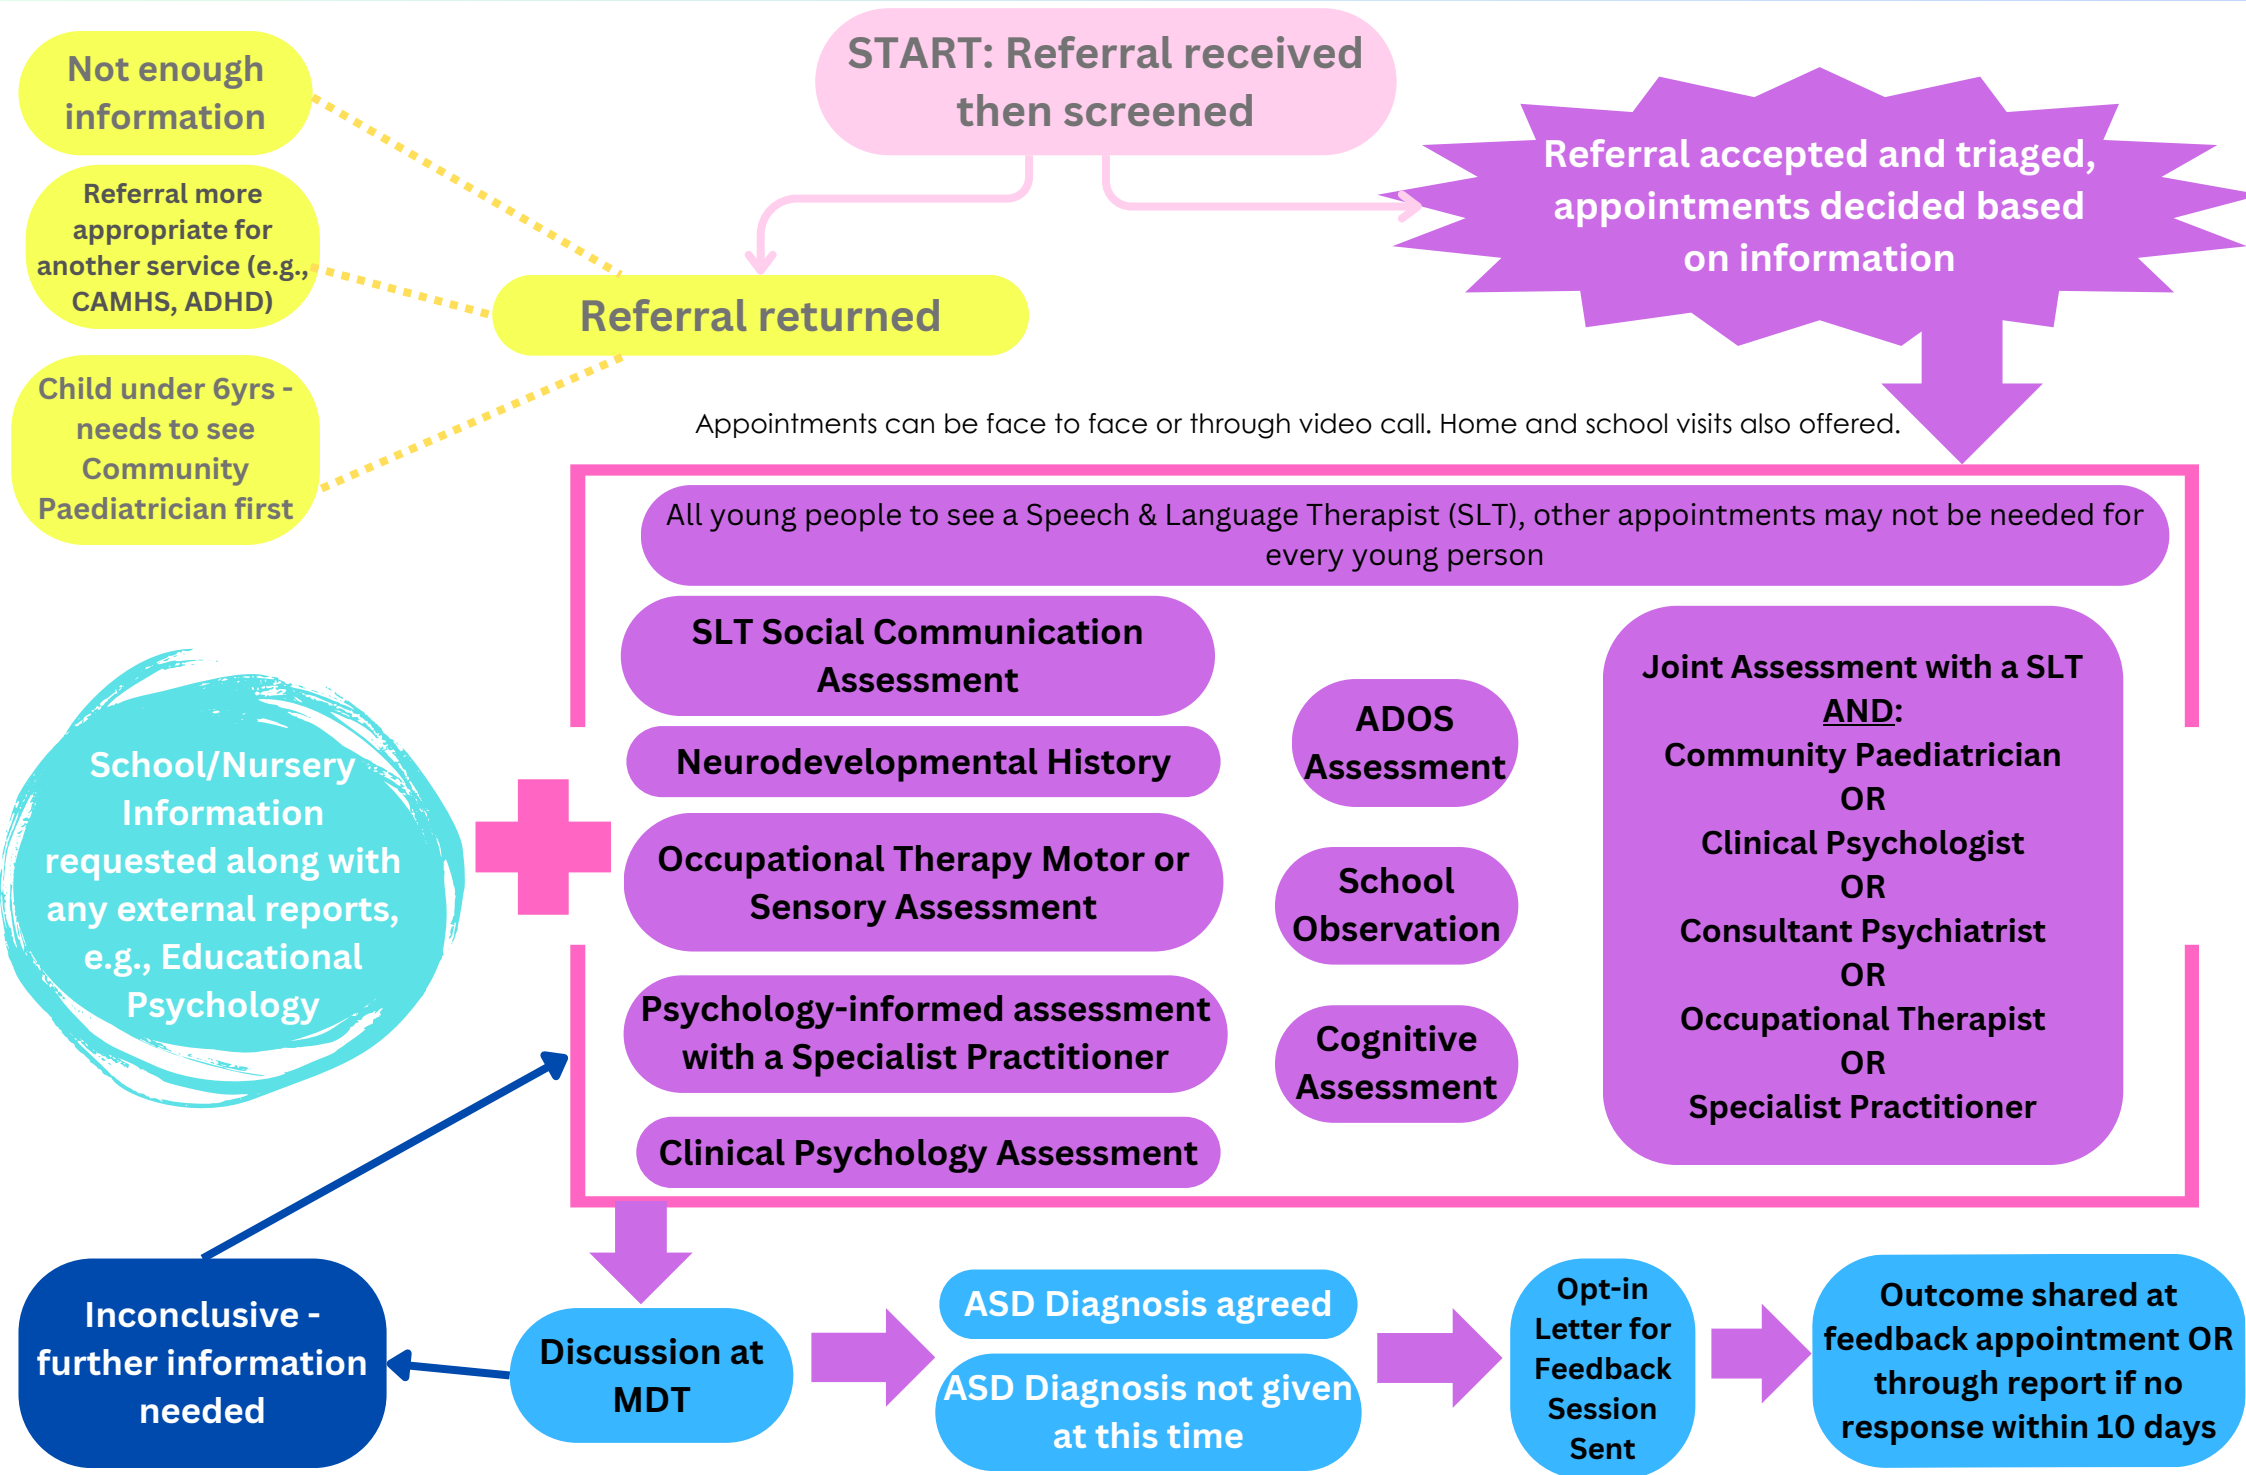 START: Referral received
then screened
Not enough
information
Referral more
appropriate for
another service (e.g.,
CAMHS, ADHD)
Child under 6yrs -
needs to see
Community
Paediatrician first
Referral returned
Referral accepted and triaged,
appointments decided based
on information
Appointments can be face to face or through video call. Home and school visits also offered.
All young people to see a Speech & Language Therapist (SLT), other appointments may not be needed for
every young person
School/Nursery
Information
requested along with
any external reports,
e.g., Educational
Psychology
SLT Social Communication
Assessment
Neurodevelopmental History
Occupational Therapy Motor or
Sensory Assessment
Psychology-informed assessment
with a Specialist Practitioner
Clinical Psychology Assessment
ADOS
Assessment
School
Observation
Cognitive
Assessment
Joint Assessment with a SLT
AND:
Community Paediatrician
OR
Clinical Psychologist
OR
Consultant Psychiatrist
OR
Occupational Therapist
OR
Specialist Practitioner
Inconclusive -
further information
needed
Discussion at
MDT
ASD Diagnosis agreed
ASD Diagnosis not given
at this time
Opt-in
Letter for
Feedback
Session
Sent
Outcome shared at
feedback appointment OR
through report if no
response within 10 days